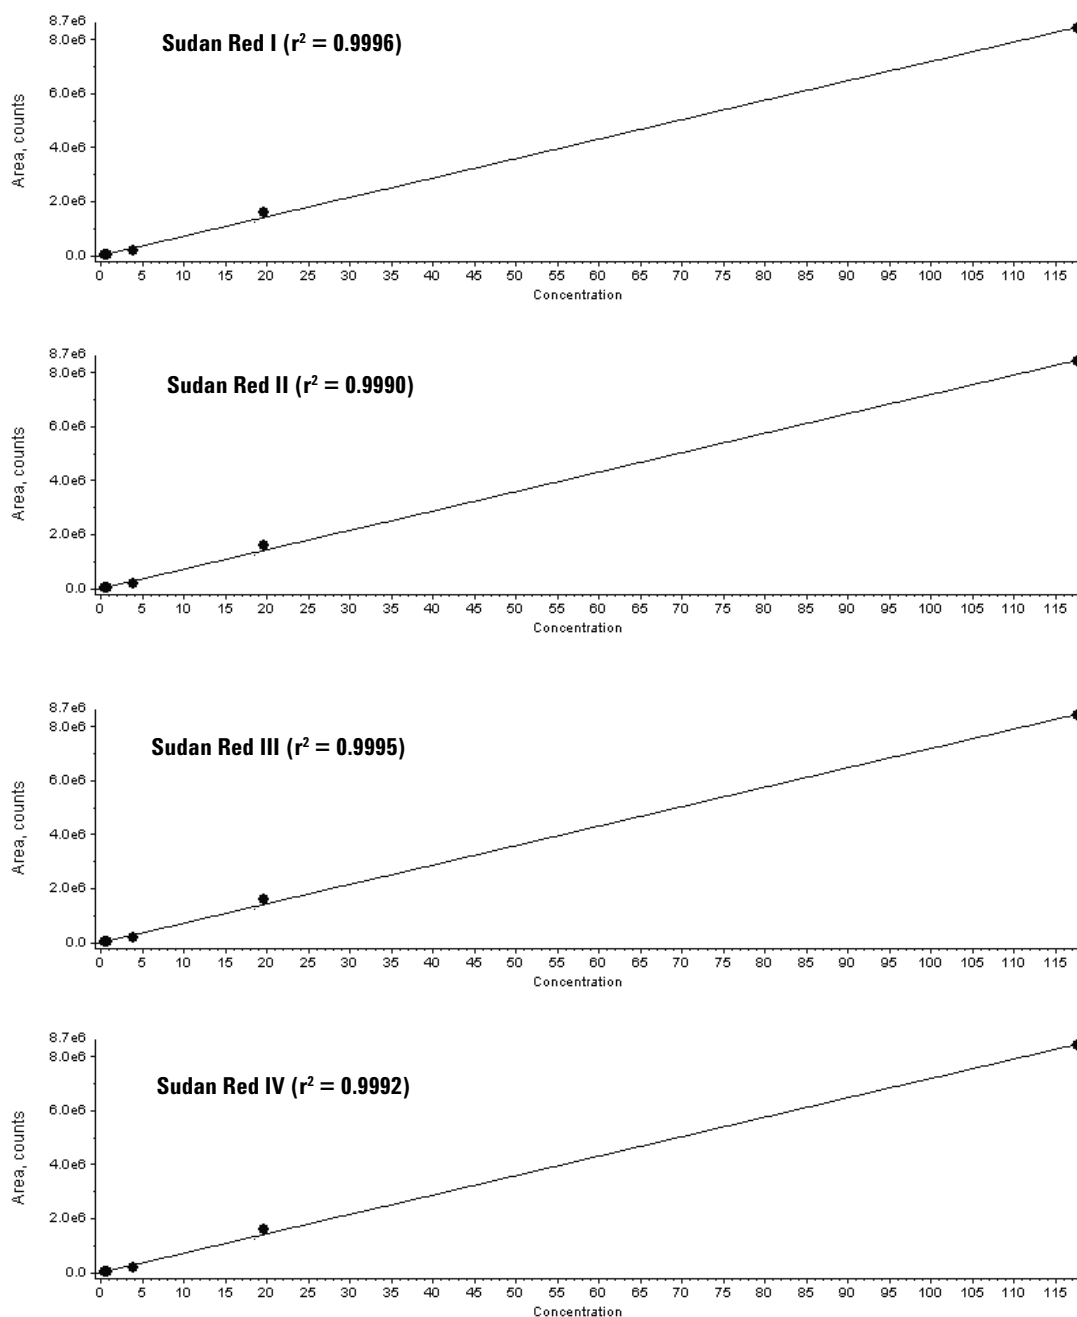 8.7e6
8.0e6
Sudan Red I (r² = 0.9996)
6.0e6
Area, counts
4.0e6
2.0e6
0.0
0 5 10 15 20 25 30 35 40 45 50 55 60 65 70 75 80 85 90 95 100 105 110 115
Concentration
8.7e6
8.0e6
Sudan Red II (r² = 0.9990)
6.0e6
Area, counts
4.0e6
2.0e6
0.0
0 5 10 15 20 25 30 35 40 45 50 55 60 65 70 75 80 85 90 95 100 105 110 115
Concentration
8.7e6
8.0e6
Sudan Red III (r² = 0.9995)
6.0e6
Area, counts
4.0e6
2.0e6
0.0
0 5 10 15 20 25 30 35 40 45 50 55 60 65 70 75 80 85 90 95 100 105 110 115
Concentration
8.7e6
8.0e6
Sudan Red IV (r² = 0.9992)
6.0e6
Area, counts
4.0e6
2.0e6
0.0
0 5 10 15 20 25 30 35 40 45 50 55 60 65 70 75 80 85 90 95 100 105 110 115
Concentration